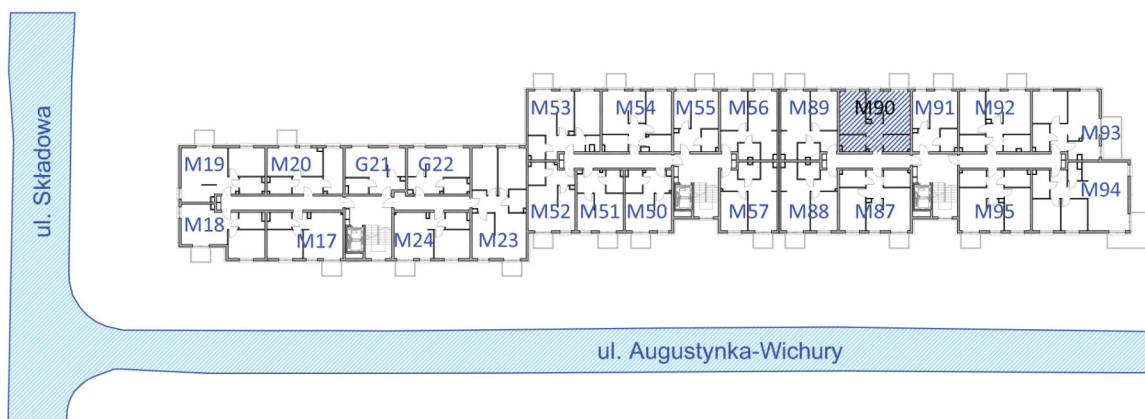 ul. Składowa
M53 M54 M55 M56 M89 M90 M91 M92
M93
M19 M20 G21 G22
M94
M18 M17 M24 M23
M52 M51 M50 M57 M88 M87 M95
ul. Augustynka-Wichury